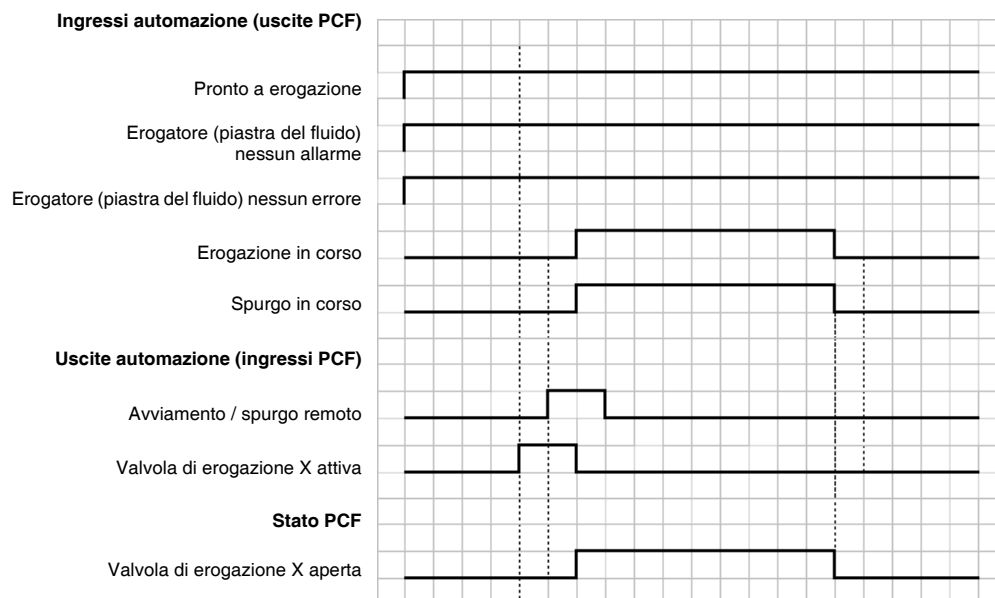 Ingressi automazione (uscite PCF)
Pronto a erogazione
Erogatore (piastra del fluido)
nessun allarme
Erogatore (piastra del fluido) nessun errore
Erogazione in corso
Spurgo in corso
Uscite automazione (ingressi PCF)
Avviamento / spurgo remoto
Valvola di erogazione X attiva
Stato PCF
Valvola di erogazione X aperta